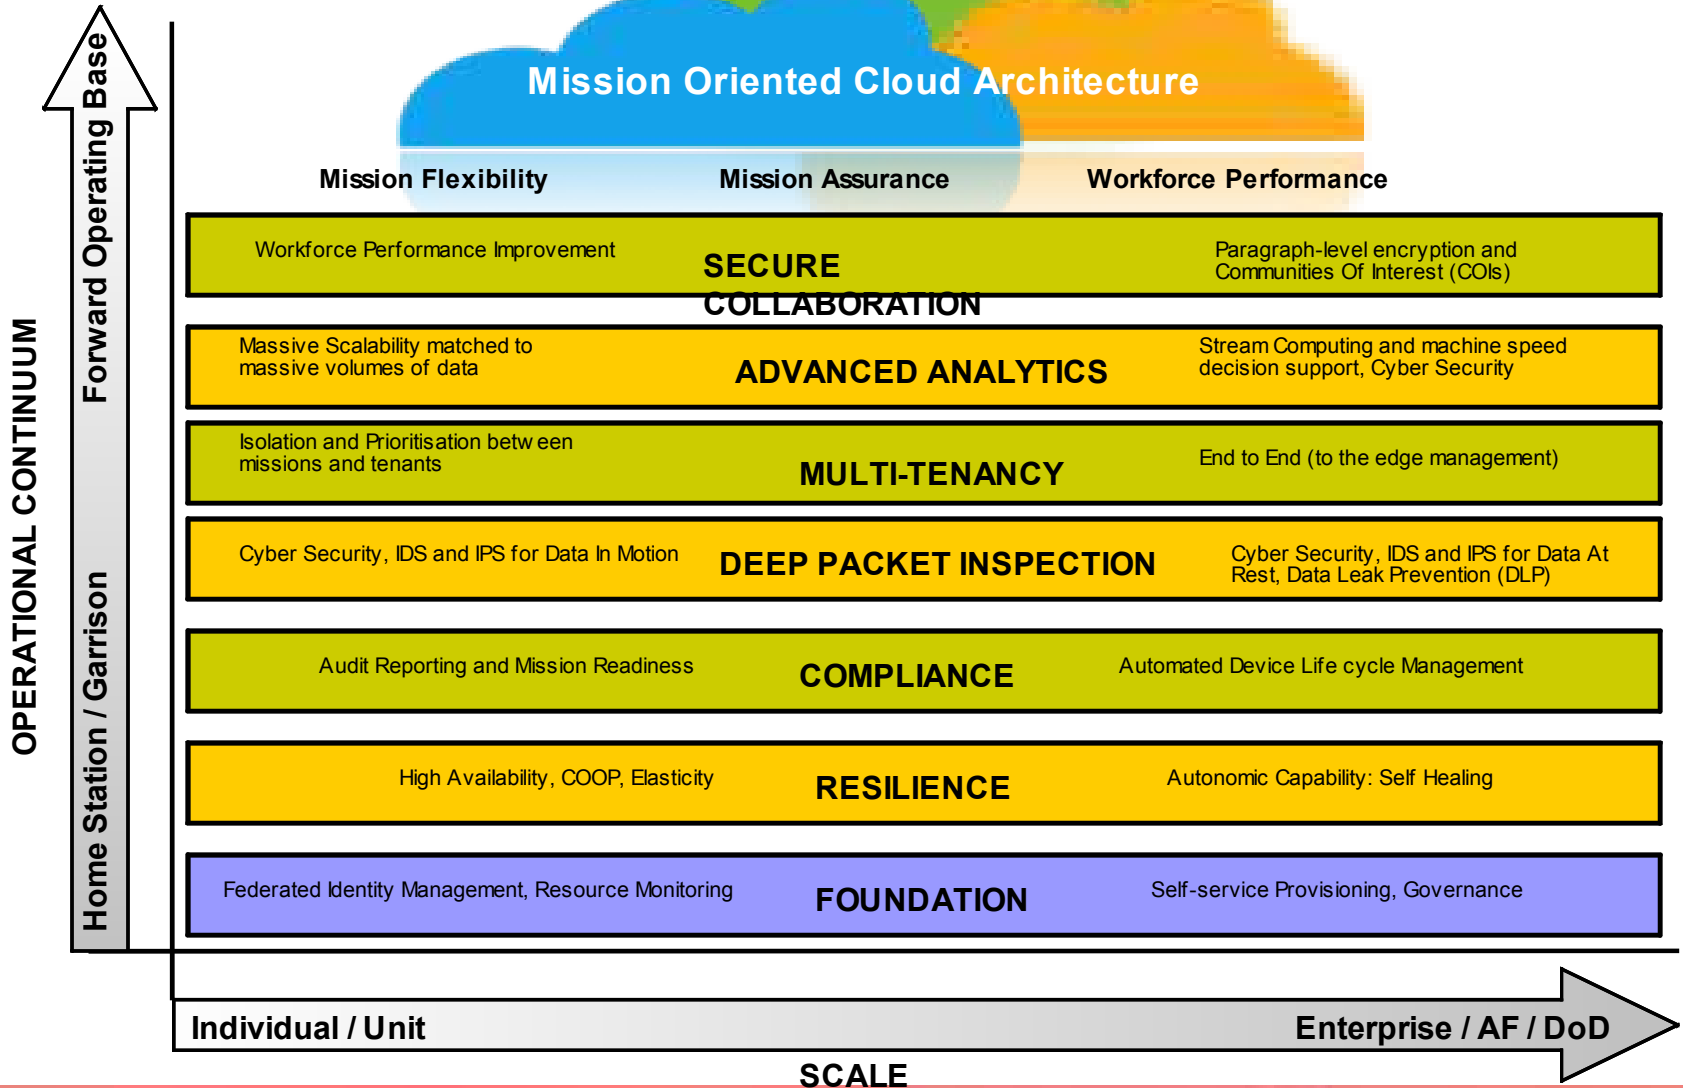 Mission Oriented Cloud Architecture
Mission Flexibility
Mission Assurance
Workforce Performance
OPERATIONAL CONTINUUM
Forward Operating Base
Home Station / Garrison
Workforce Performance Improvement
SECURE
COLLABORATION
Paragraph-level encryption and
Communities Of Interest (COIs)
Massive Scalability matched to
massive volumes of data
ADVANCED ANALYTICS
Stream Computing and machine speed
decision support, Cyber Security
Isolation and Prioritisation between
missions and tenants
MULTI-TENANCY
End to End (to the edge management)
Cyber Security, IDS and IPS for Data In Motion
DEEP PACKET INSPECTION
Cyber Security, IDS and IPS for Data At
Rest, Data Leak Prevention (DLP)
Audit Reporting and Mission Readiness
COMPLIANCE
Automated Device Life cycle Management
High Availability, COOP, Elasticity
RESILIENCE
Autonomic Capability: Self Healing
Federated Identity Management, Resource Monitoring
FOUNDATION
Self-service Provisioning, Governance
Individual / Unit
Enterprise / AF / DoD
SCALE